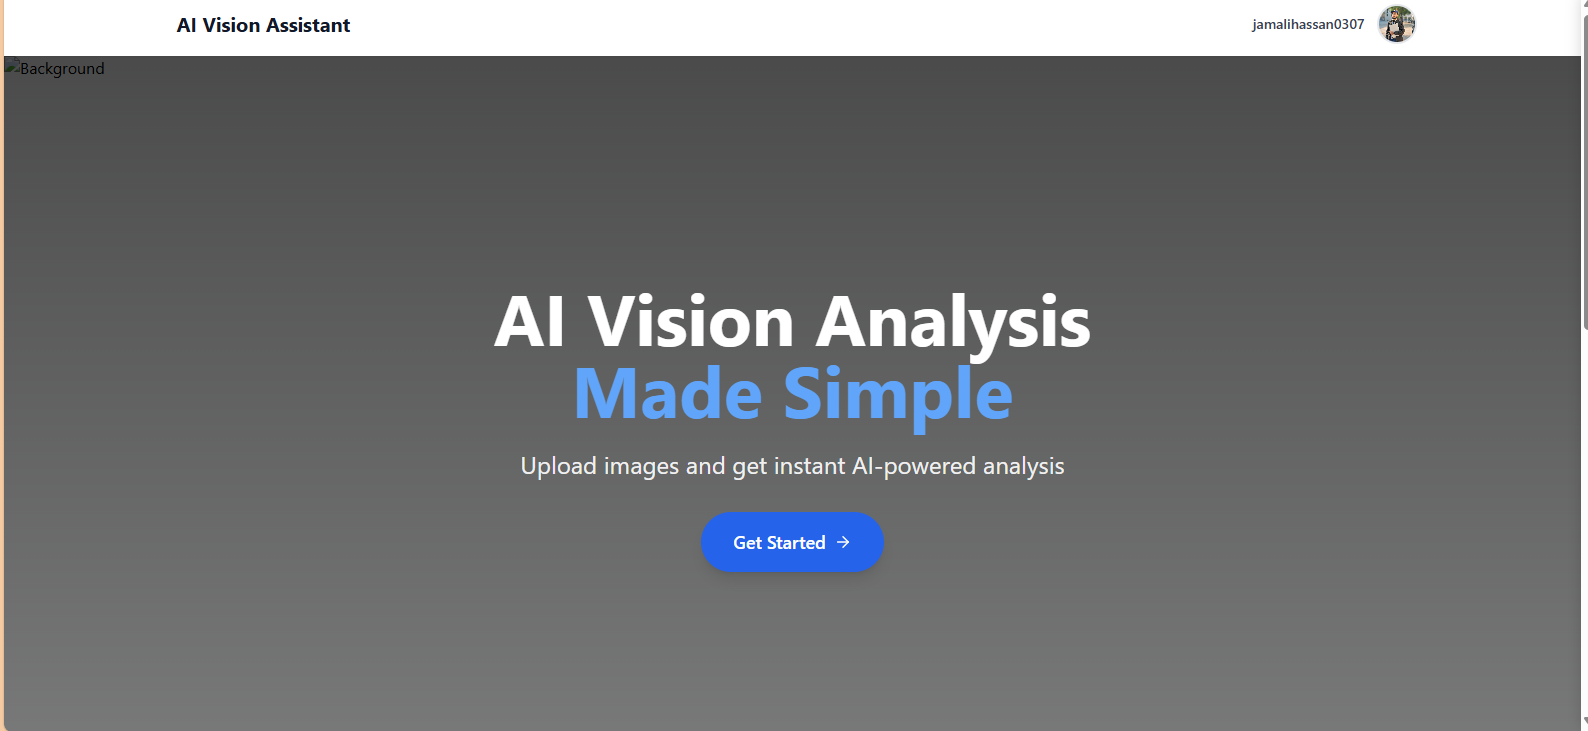 AI Vision Assistant
jamalihassan0307
Background
AI Vision Analysis
Made Simple
Upload images and get instant AI-powered analysis
Get Started